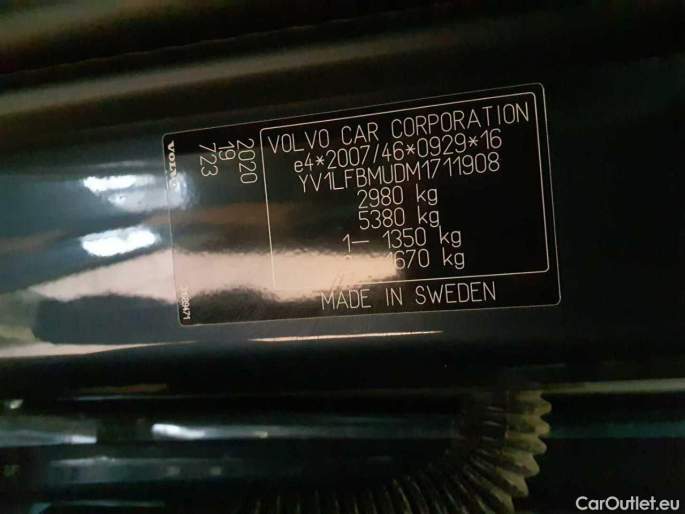 VOLVO CAR CORPORATION
e4*2007/46*0929*16
YV1LFBMUDM1711908
2980 kg
5380 kg
1– 1350 kg
1670 kg
MADE IN SWEDEN
2020
19
723
VOLVO
CarOutlet.eu